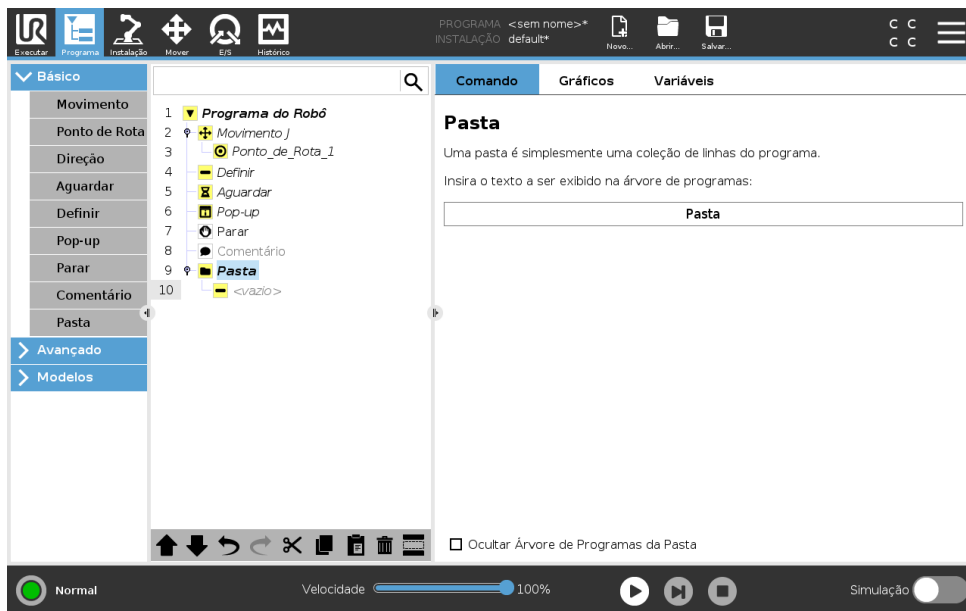 UR
Executar
Programa
Instalação
Mover
E/S
Histórico
PROGRAMA <sem nome>*
INSTALAÇÃO default*
Novo...
Abrir...
Salvar...
C C
C C
Básico
Movimento
Ponto de Rota
Direção
Aguardar
Definir
Pop-up
Parar
Comentário
Pasta
Avançado
Modelos
1 Programa do Robô
2 Movimento J
3 Ponto_de_Rota_1
4 Definir
5 Aguardar
6 Pop-up
7 Parar
8 Comentário
9 Pasta
10 <vazio>
Comando Gráficos Variáveis
Pasta
Uma pasta é simplesmente uma coleção de linhas do programa.
Insira o texto a ser exibido na árvore de programas:
Pasta
Ocultar Árvore de Programas da Pasta
Normal
Velocidade 100%
Simulação